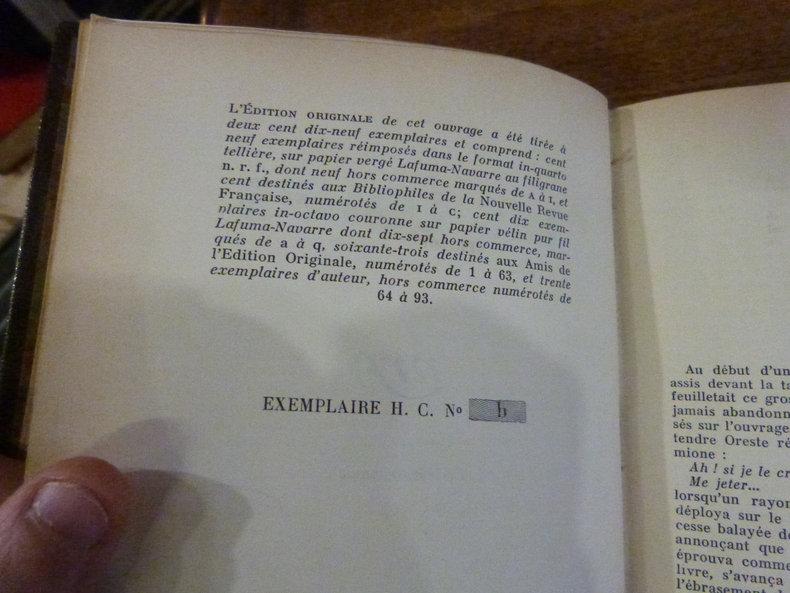 L'ÉDITION ORIGINALE de cet ouvrage a été tirée à
deux cent dix-neuf exemplaires et comprend : cent
neuf exemplaires réimposés dans le format in-quarto
tellière, sur papier vergé Lafuma-Navarre au filigrane
n. r. f., dont neuf hors commerce marqués de A à I, et
cent destinés aux Bibliophiles de la Nouvelle Revue
Française, numérotés de I à C; cent dix exem-
plaires in-octavo couronne sur papier vélin pur fil
Lafuma-Navarre dont dix-sept hors commerce, mar-
qués de a à q, soixante-trois destinés aux Amis de
l'Edition Originale, numérotés de 1 à 63, et trente
exemplaires d'auteur, hors commerce numérotés de
64 à 93.
EXEMPLAIRE H. C. Nº b
Au début d'un
assis devant la ta
feuilletait ce gros
jamais abandonn
sés sur l'ouvrage
tendre Oreste ré
mione :
Ah ! si je le cr
Me jeter...
lorsqu'un rayon
déploya sur le
cesse balayée de
annonçant que
éprouva comme
livre, s'avança
l'ébrasement